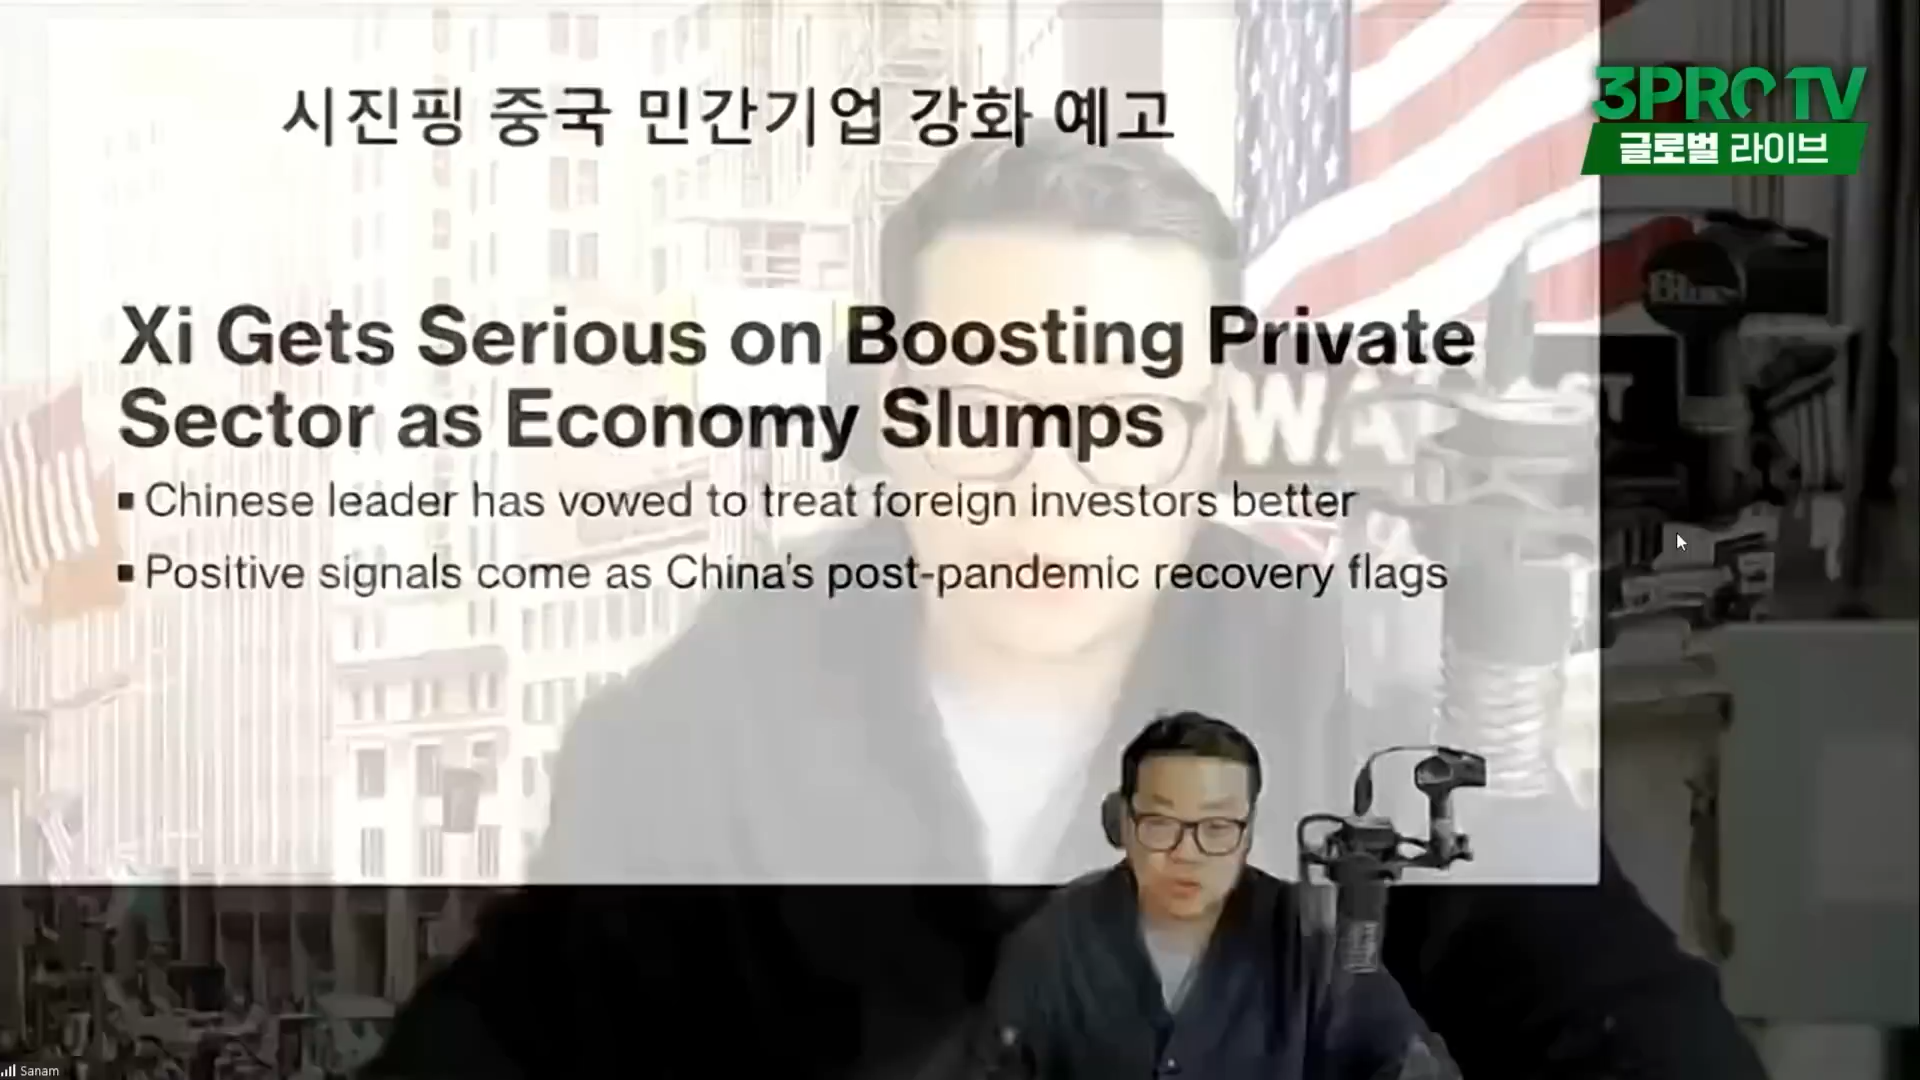 시진핑 중국 민간기업 강화 예고
3PRO TV
글로벌 라이브
Blue
Xi Gets Serious on Boosting Private
Sector as Economy Slumps
WA
▪ Chinese leader has vowed to treat foreign investors better
▪ Positive signals come as China's post-pandemic recovery flags
Sanam